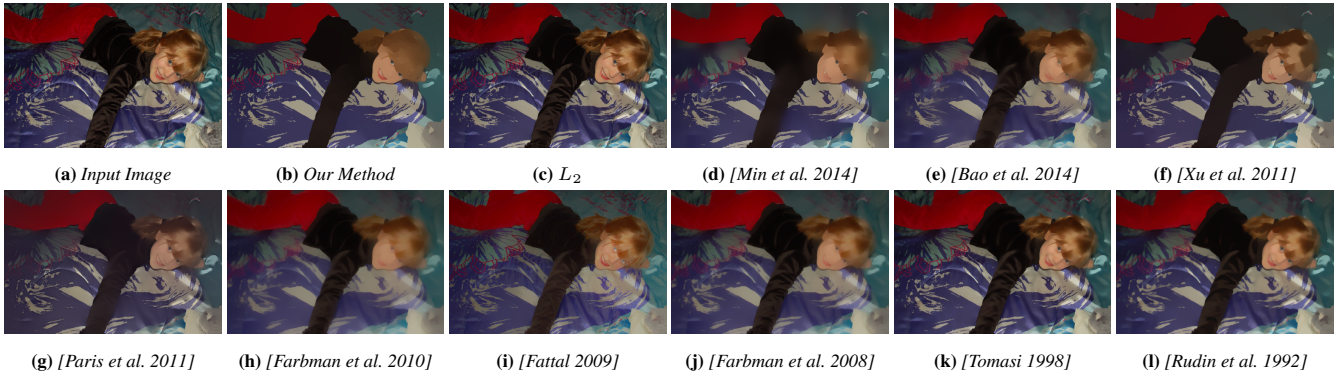 (a) Input Image (b) Our Method (c) L₂ (d) [Min et al. 2014] (e) [Bao et al. 2014] (f) [Xu et al. 2011]
(g) [Paris et al. 2011] (h) [Farbman et al. 2010] (i) [Fattal 2009] (j) [Farbman et al. 2008] (k) [Tomasi 1998] (l) [Rudin et al. 1992]